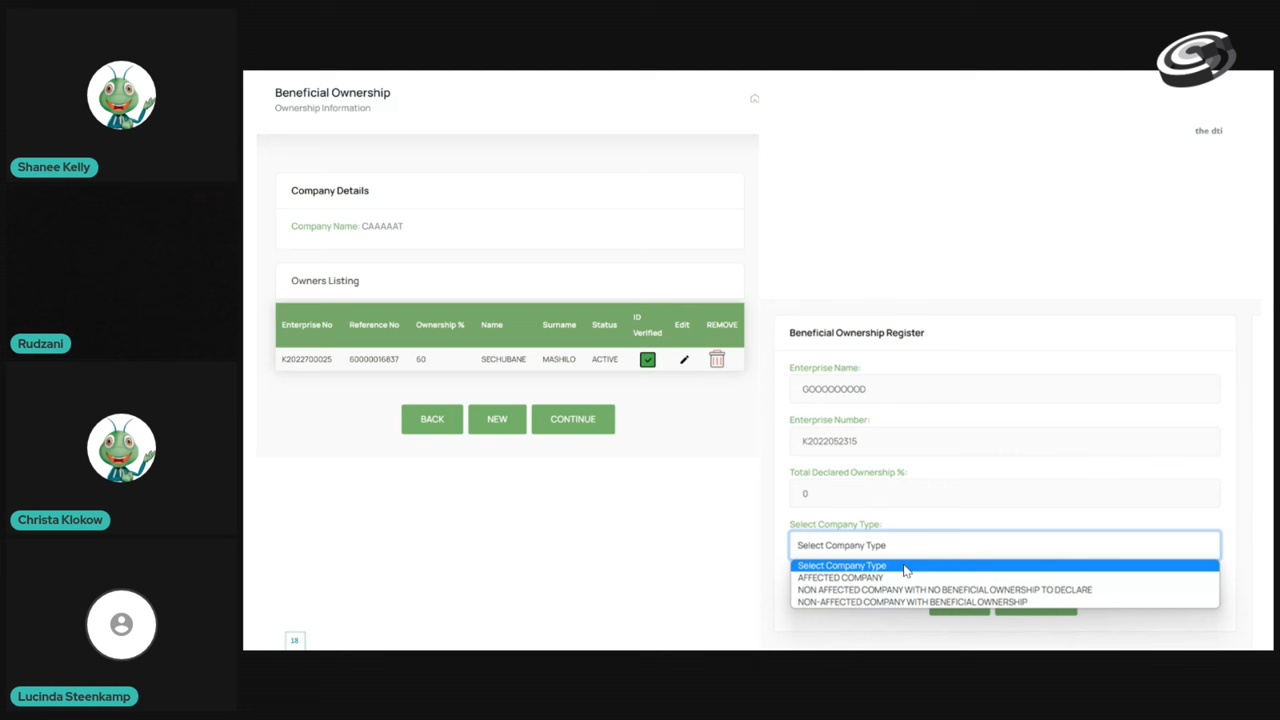 Shanee Kelly
Rudzani
Christa Klokow
Lucinda Steenkamp
Beneficial Ownership
Ownership Information
the dti
Company Details
Company Name: CAAAAAT
Owners Listing
Enterprise No Reference No Ownership % Name Surname Status ID Verified Edit REMOVE
K2022700025 60000016837 60 SECHUBANE MASHILO ACTIVE
BACK NEW CONTINUE
18
Beneficial Ownership Register
Enterprise Name:
GOOOOOOOOD
Enterprise Number:
K2022052315
Total Declared Ownership %:
0
Select Company Type:
Select Company Type
Select Company Type
AFFECTED COMPANY
NON AFFECTED COMPANY WITH NO BENEFICIAL OWNERSHIP TO DECLARE
NON-AFFECTED COMPANY WITH BENEFICIAL OWNERSHIP